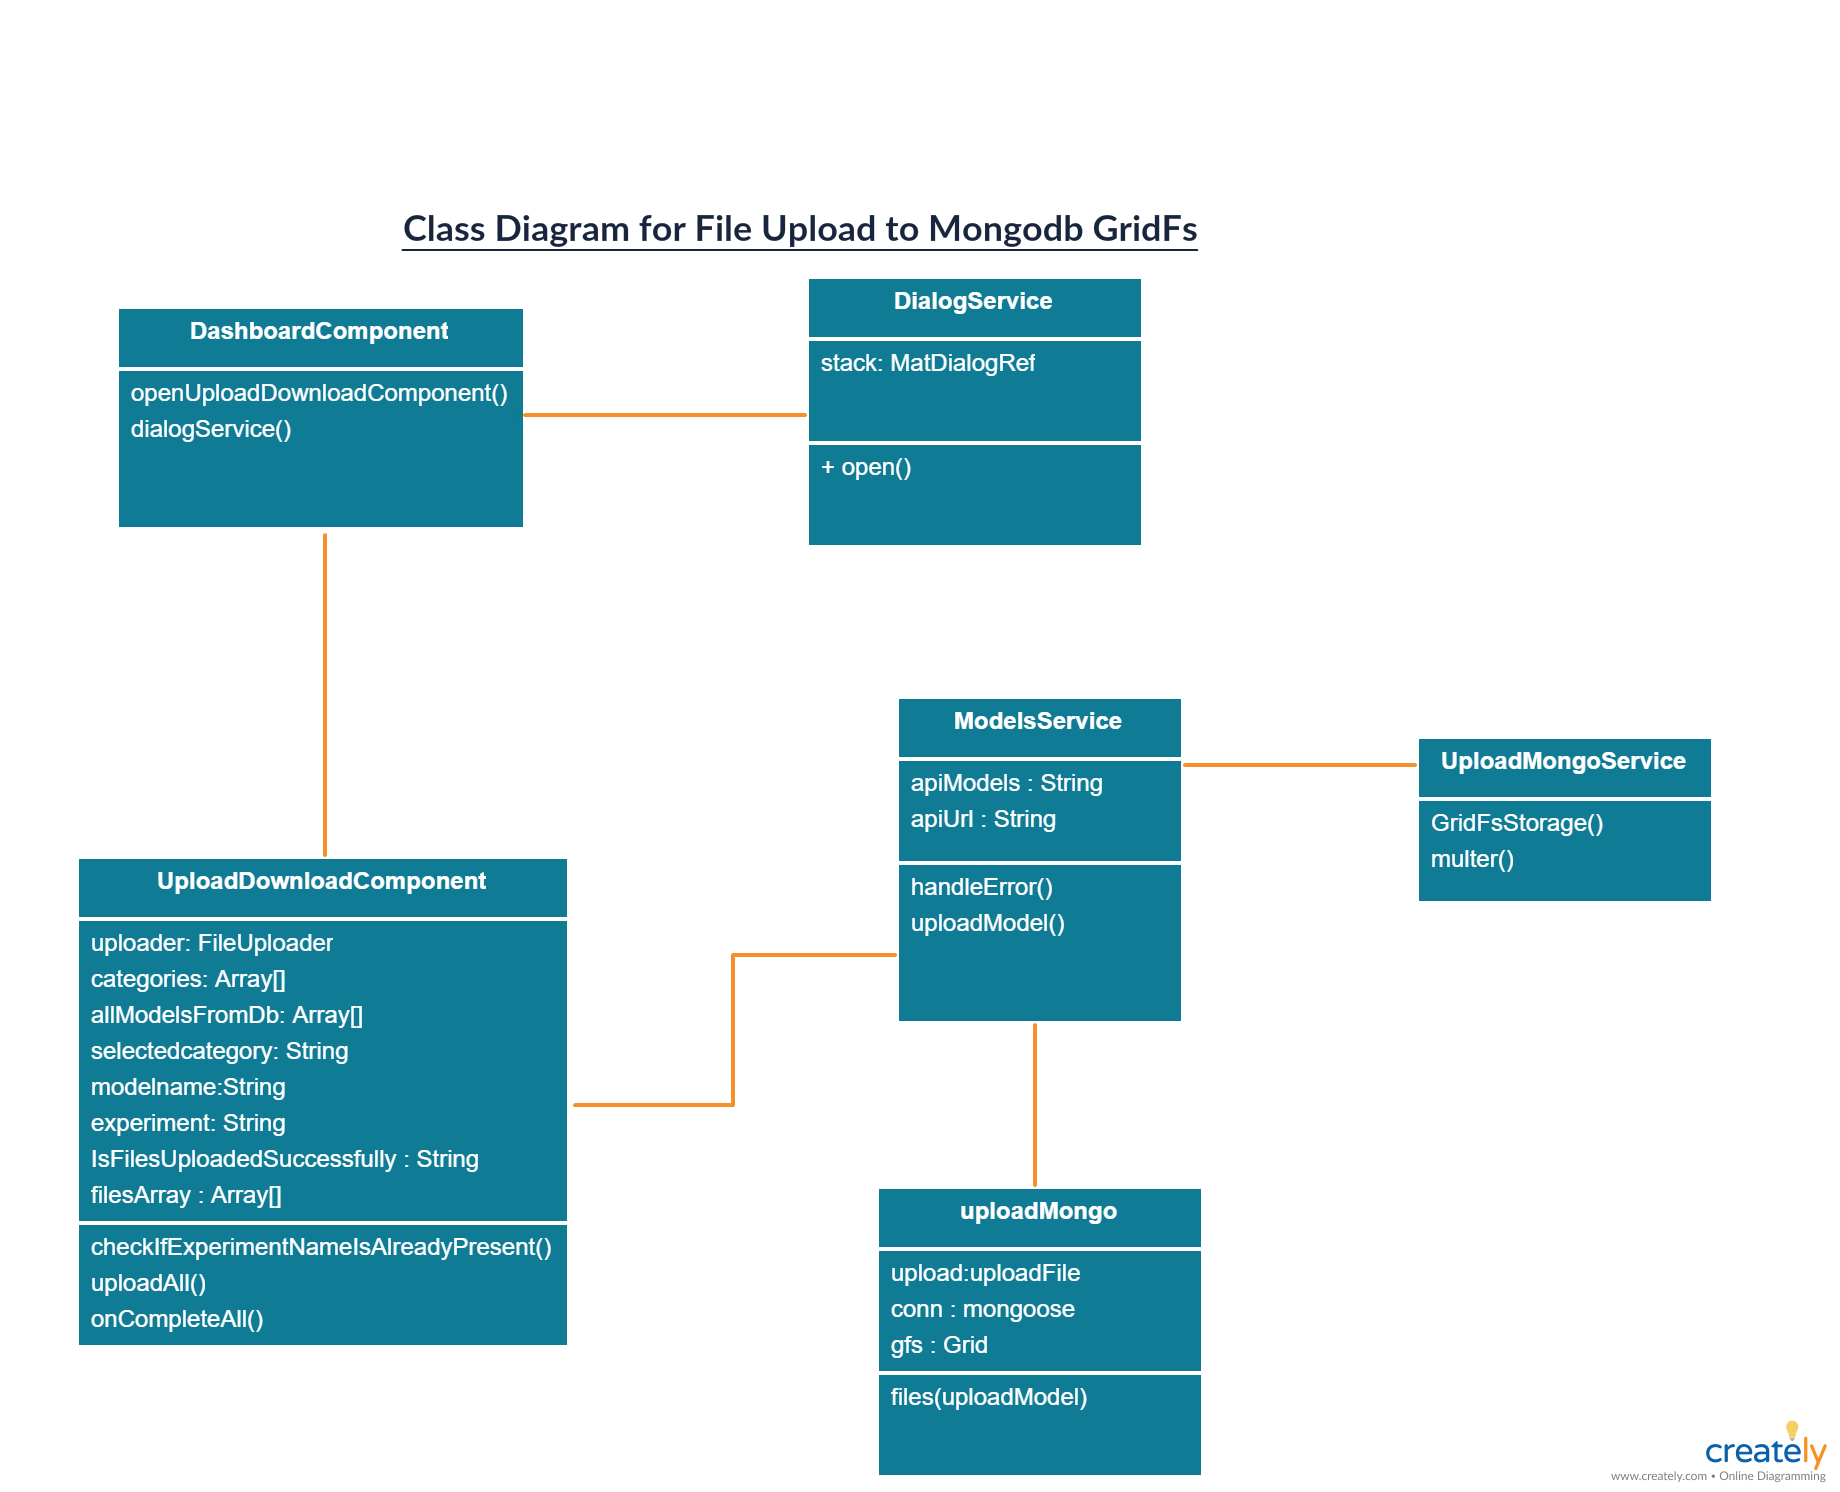 Class Diagram for File Upload to Mongodb GridFs
DashboardComponent
openUploadDownloadComponent()
dialogService()
DialogService
stack: MatDialogRef
+ open()
UploadDownloadComponent
uploader: FileUploader
categories: Array[]
allModelsFromDb: Array[]
selectedcategory: String
modelname:String
experiment: String
IsFilesUploadedSuccessfully : String
filesArray : Array[]
checkIfExperimentNameIsAlreadyPresent()
uploadAll()
onCompleteAll()
ModelsService
apiModels : String
apiUrl : String
handleError()
uploadModel()
UploadMongoService
GridFsStorage()
multer()
uploadMongo
upload:uploadFile
conn : mongoose
gfs : Grid
files(uploadModel)
creately
www.creately.com • Online Diagramming